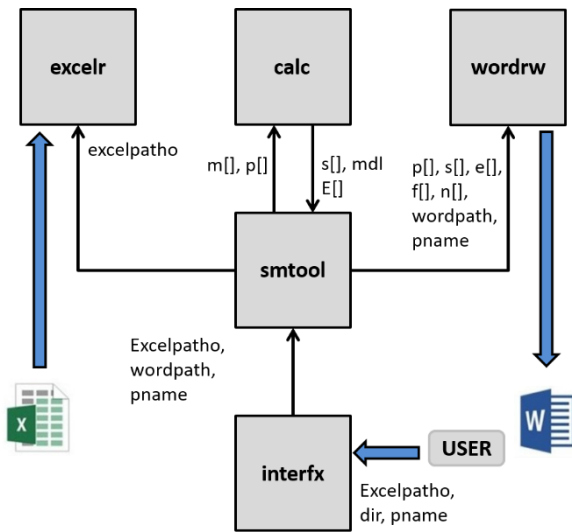 excelr
calc
wordrw
excelpatho
m[], p[]
s[], mdl
E[]
p[], s[], e[],
f[], n[],
wordpath,
pname
smtool
Excelpatho,
wordpath,
pname
X
W
interfx
USER
Excelpatho,
dir, pname